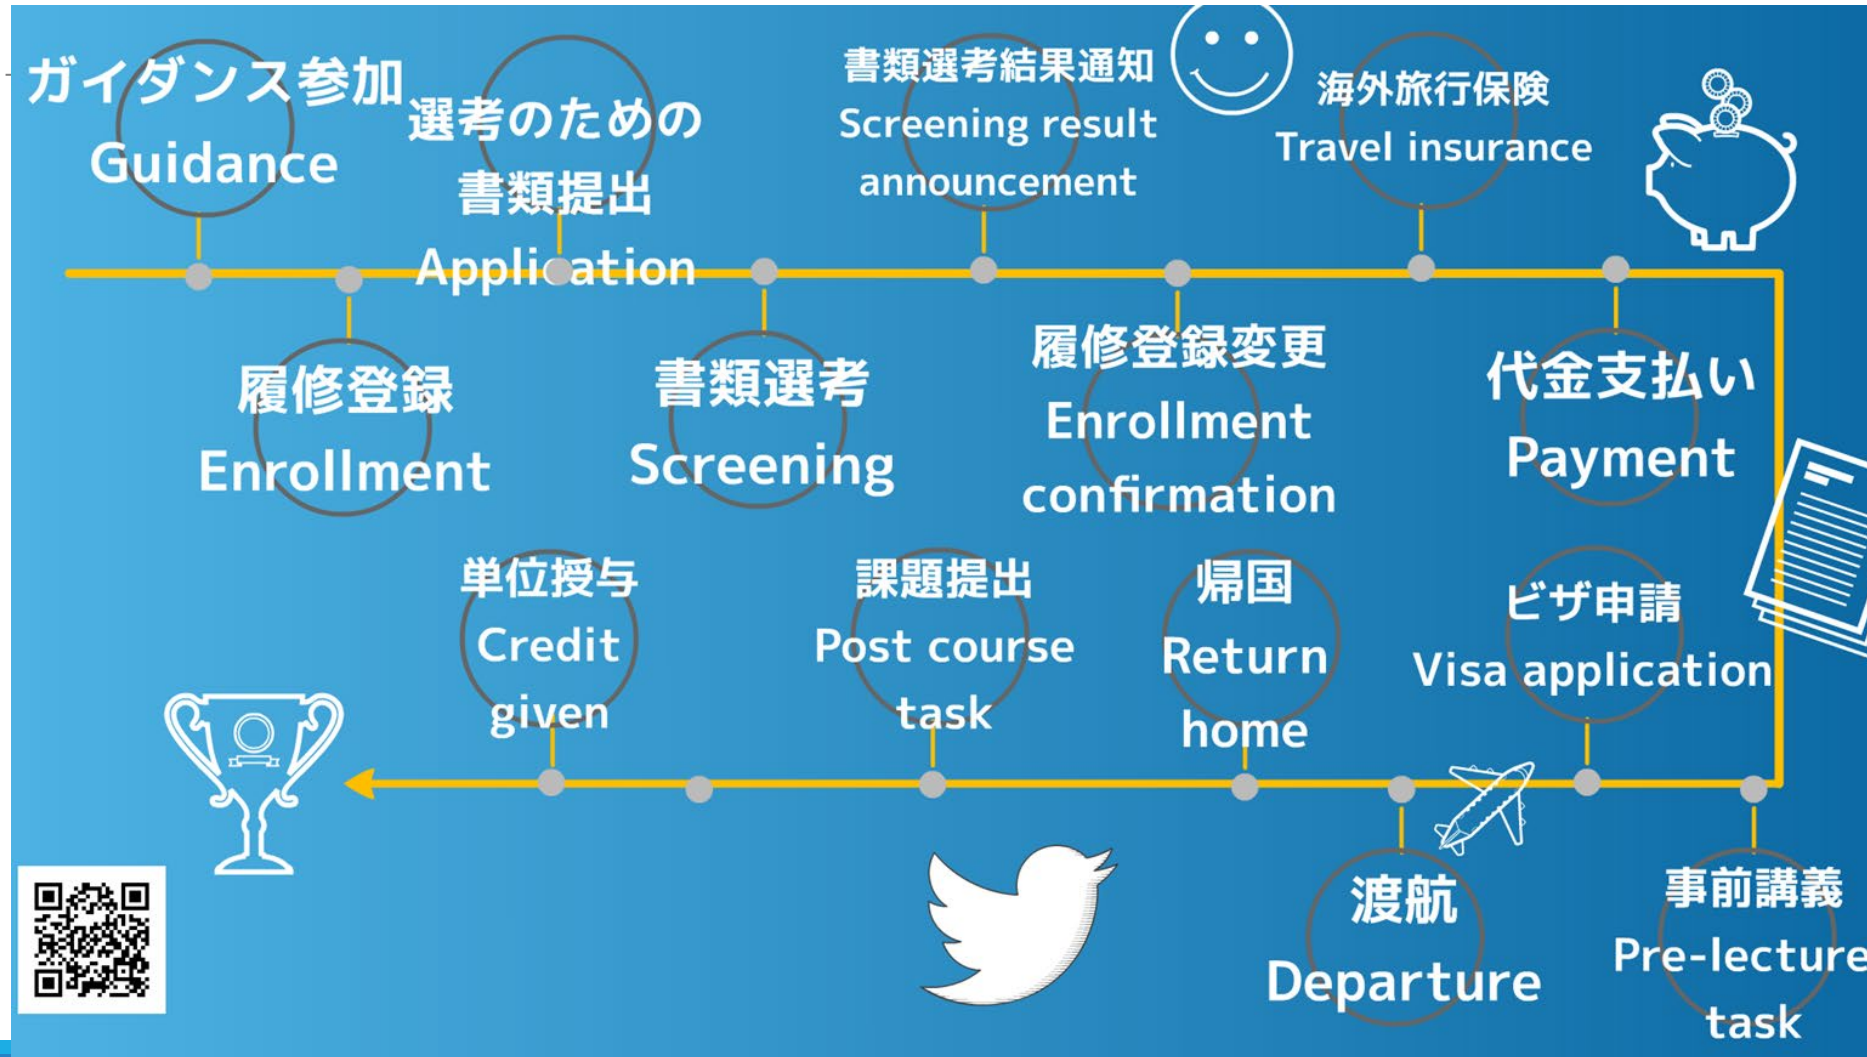 ガイダンス参加
Guidance
履修登録
Enrollment
選考のための
書類提出
Application
書類選考
Screening
書類選考結果通知
Screening result
announcement
履修登録変更
Enrollment
confirmation
海外旅行保険
Travel insurance
代金支払い
Payment
事前講義
Pre-lecture
task
ビザ申請
Visa application
渡航
Departure
帰国
Return
home
課題提出
Post course
task
単位授与
Credit
given